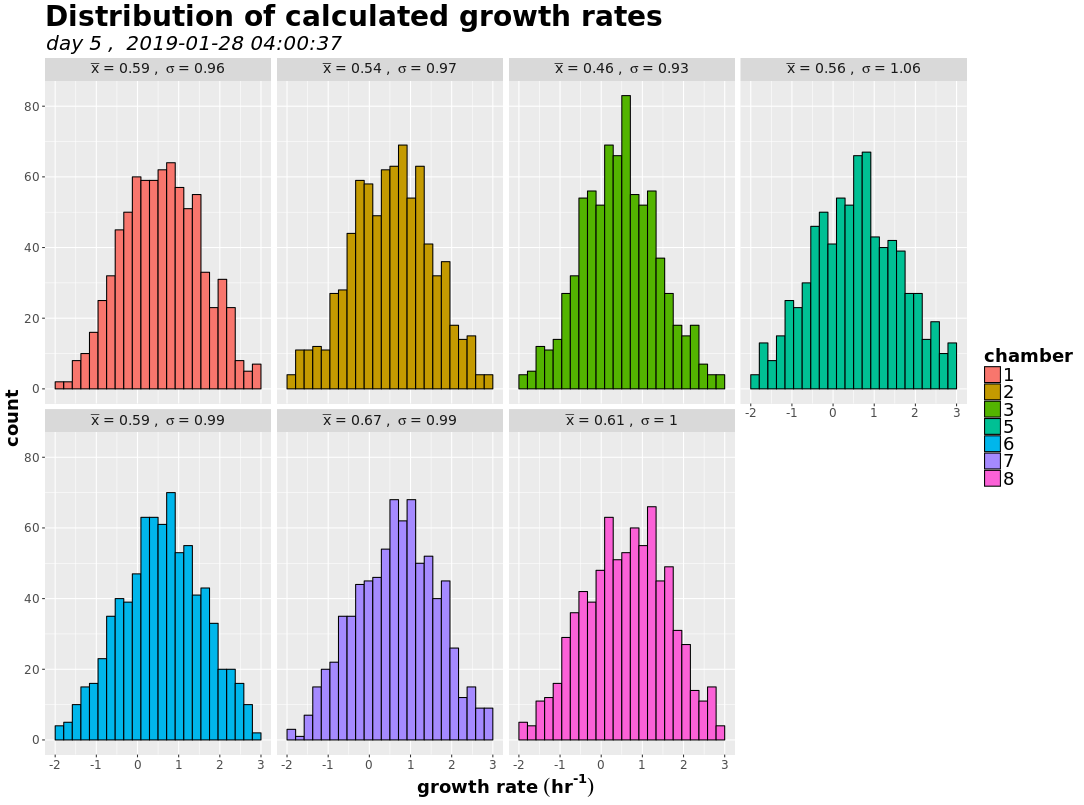 Distribution of calculated growth rates
day 5 ,  2019-01-28 04:00:37
x̅ = 0.59 ,  σ = 0.96
x̅ = 0.54 ,  σ = 0.97
x̅ = 0.46 ,  σ = 0.93
x̅ = 0.56 ,  σ = 1.06
80
60
40
20
0
-2 -1 0 1 2 3
x̅ = 0.59 ,  σ = 0.99
x̅ = 0.67 ,  σ = 0.99
x̅ = 0.61 ,  σ = 1
80
60
40
20
0
-2 -1 0 1 2 3
-2 -1 0 1 2 3
-2 -1 0 1 2 3
count
growth rate (hr⁻¹)
chamber
1
2
3
5
6
7
8